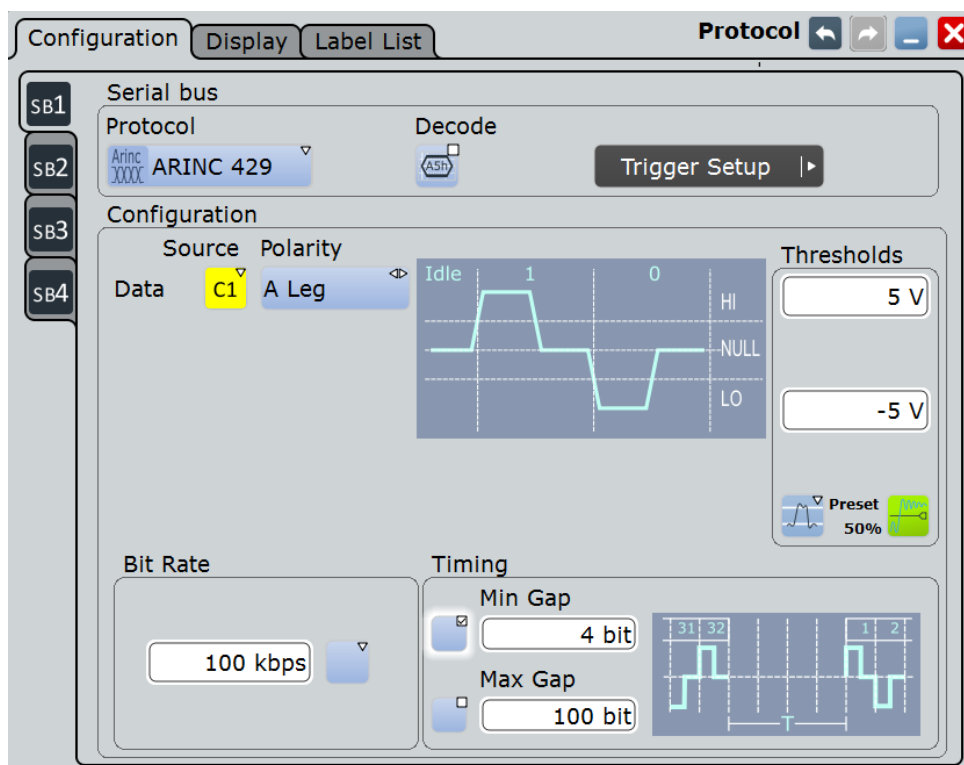 Configuration Display Label List Protocol
SB1
SB2
SB3
SB4
Serial bus
Protocol Decode
Arinc
XXXX ARINC 429 A5h Trigger Setup
Configuration
Source Polarity Thresholds
Data C1 A Leg
Idle 1 0
HI
NULL
LO
5 V
-5 V
Preset
50%
Bit Rate
100 kbps
Timing
Min Gap
4 bit
Max Gap
100 bit
31 32 1 2
T